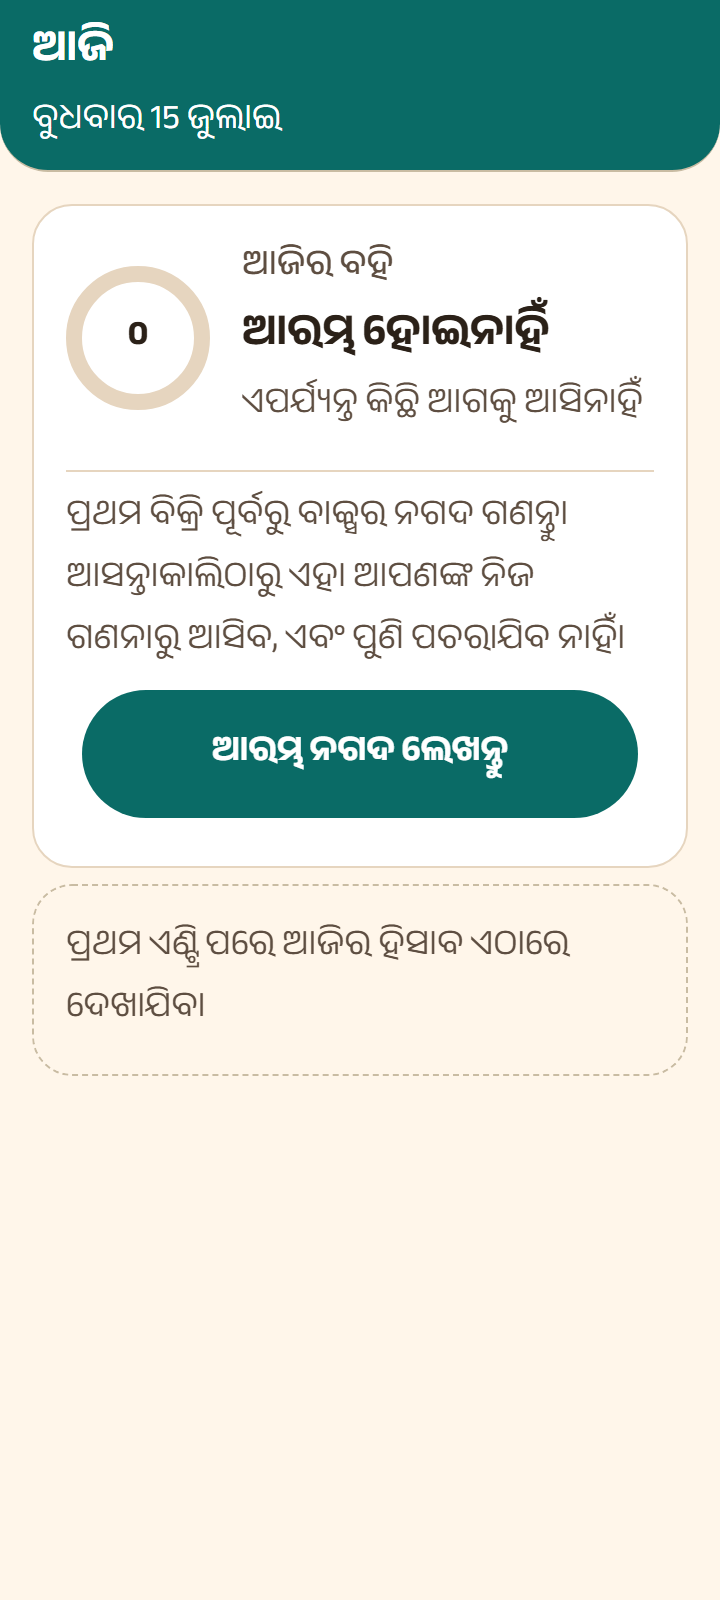 ଆଜି
ବୁଧବାର 15 ଜୁଲାଇ
0
ଆଜିର ବହି
ଆରମ୍ଭ ହୋଇନାହିଁ
ଏପର୍ଯ୍ୟନ୍ତ କିଛି ଆଗକୁ ଆସିନାହିଁ
ପ୍ରଥମ ବିକ୍ରି ପୂର୍ବରୁ ବାକ୍ସର ନଗଦ ଗଣନ୍ତୁ।
ଆସନ୍ତାକାଲିଠାରୁ ଏହା ଆପଣଙ୍କ ନିଜ
ଗଣନାରୁ ଆସିବ, ଏବଂ ପୁଣି ପଚରାଯିବ ନାହିଁ।
ଆରମ୍ଭ ନଗଦ ଲେଖନ୍ତୁ
ପ୍ରଥମ ଏଣ୍ଟ୍ରି ପରେ ଆଜିର ହିସାବ ଏଠାରେ
ଦେଖାଯିବ।